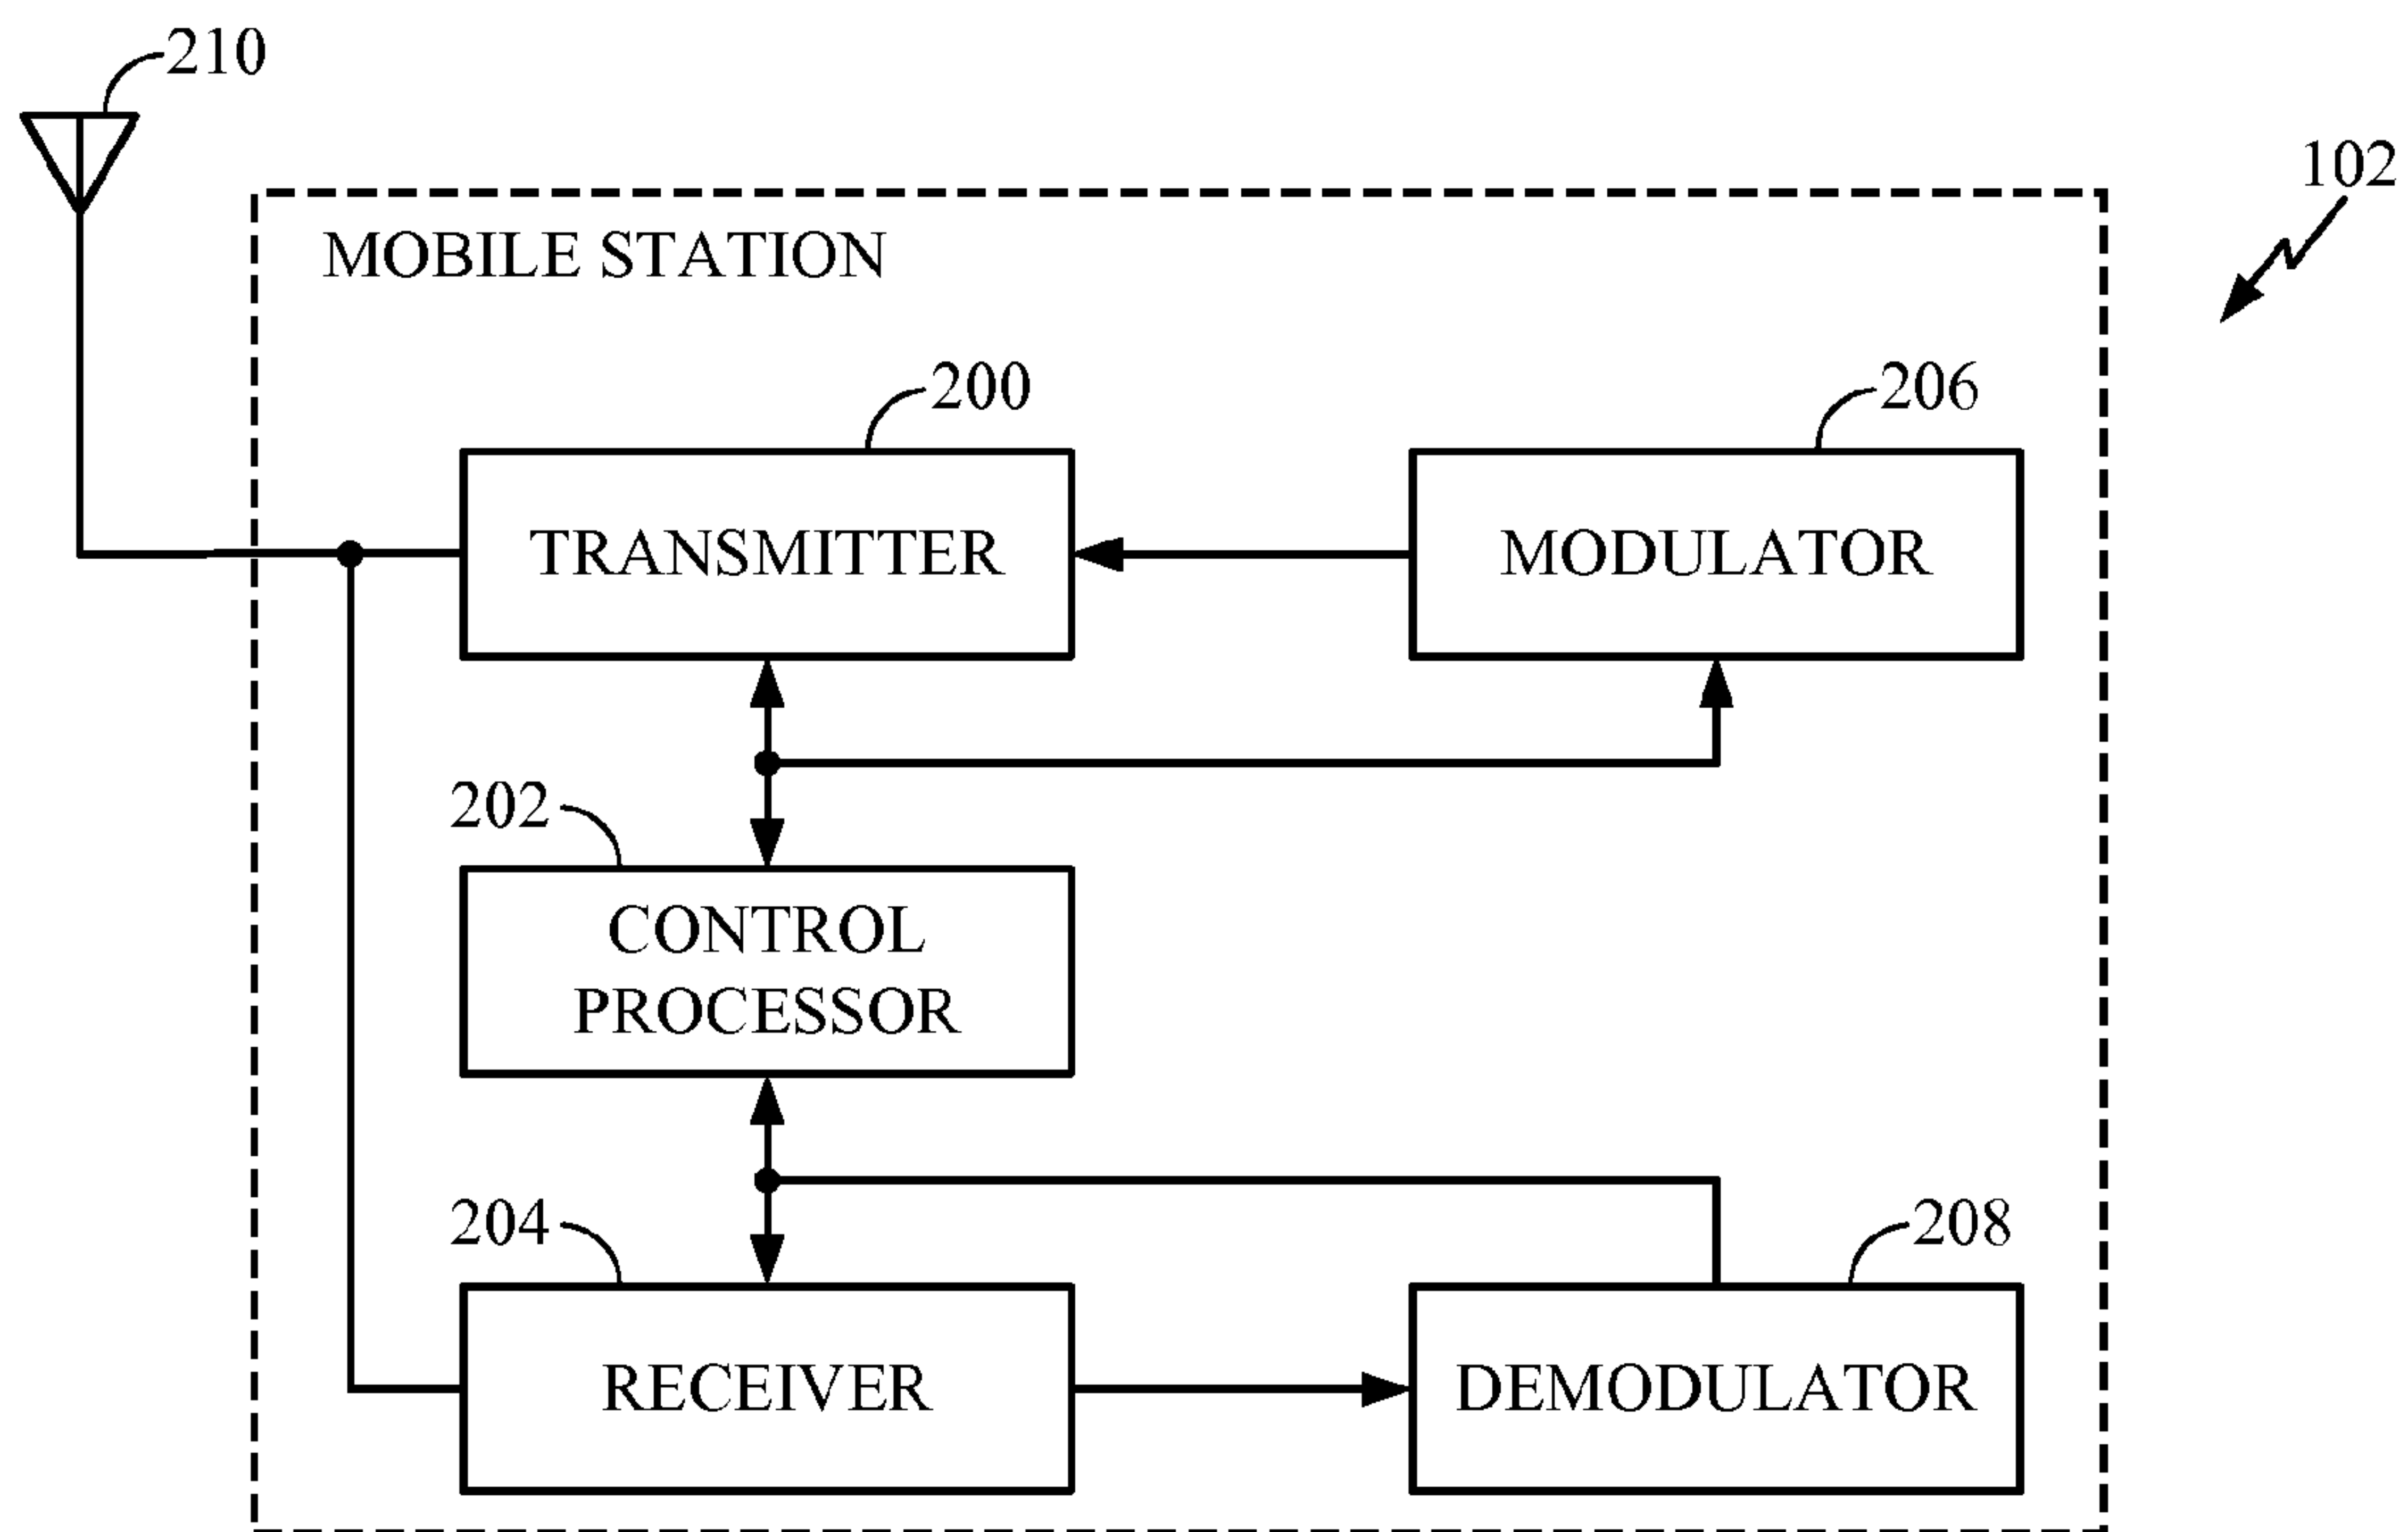 210
102
MOBILE STATION
200
206
TRANSMITTER
MODULATOR
202
CONTROL
PROCESSOR
204
208
RECEIVER
DEMODULATOR